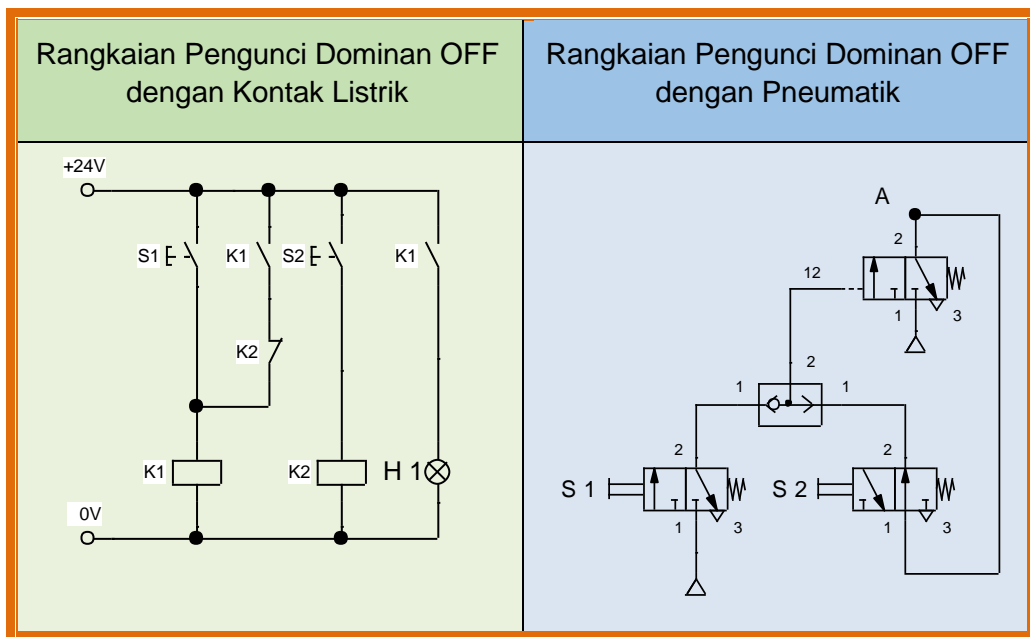 Rangkaian Pengunci Dominan OFF
dengan Kontak Listrik
Rangkaian Pengunci Dominan OFF
dengan Pneumatik
+24V
S1
K1
S2
K1
K2
K1
K2
H 1
0V
A
2
12
1
3
2
1
1
2
S 1
1
3
2
S 2
1
3